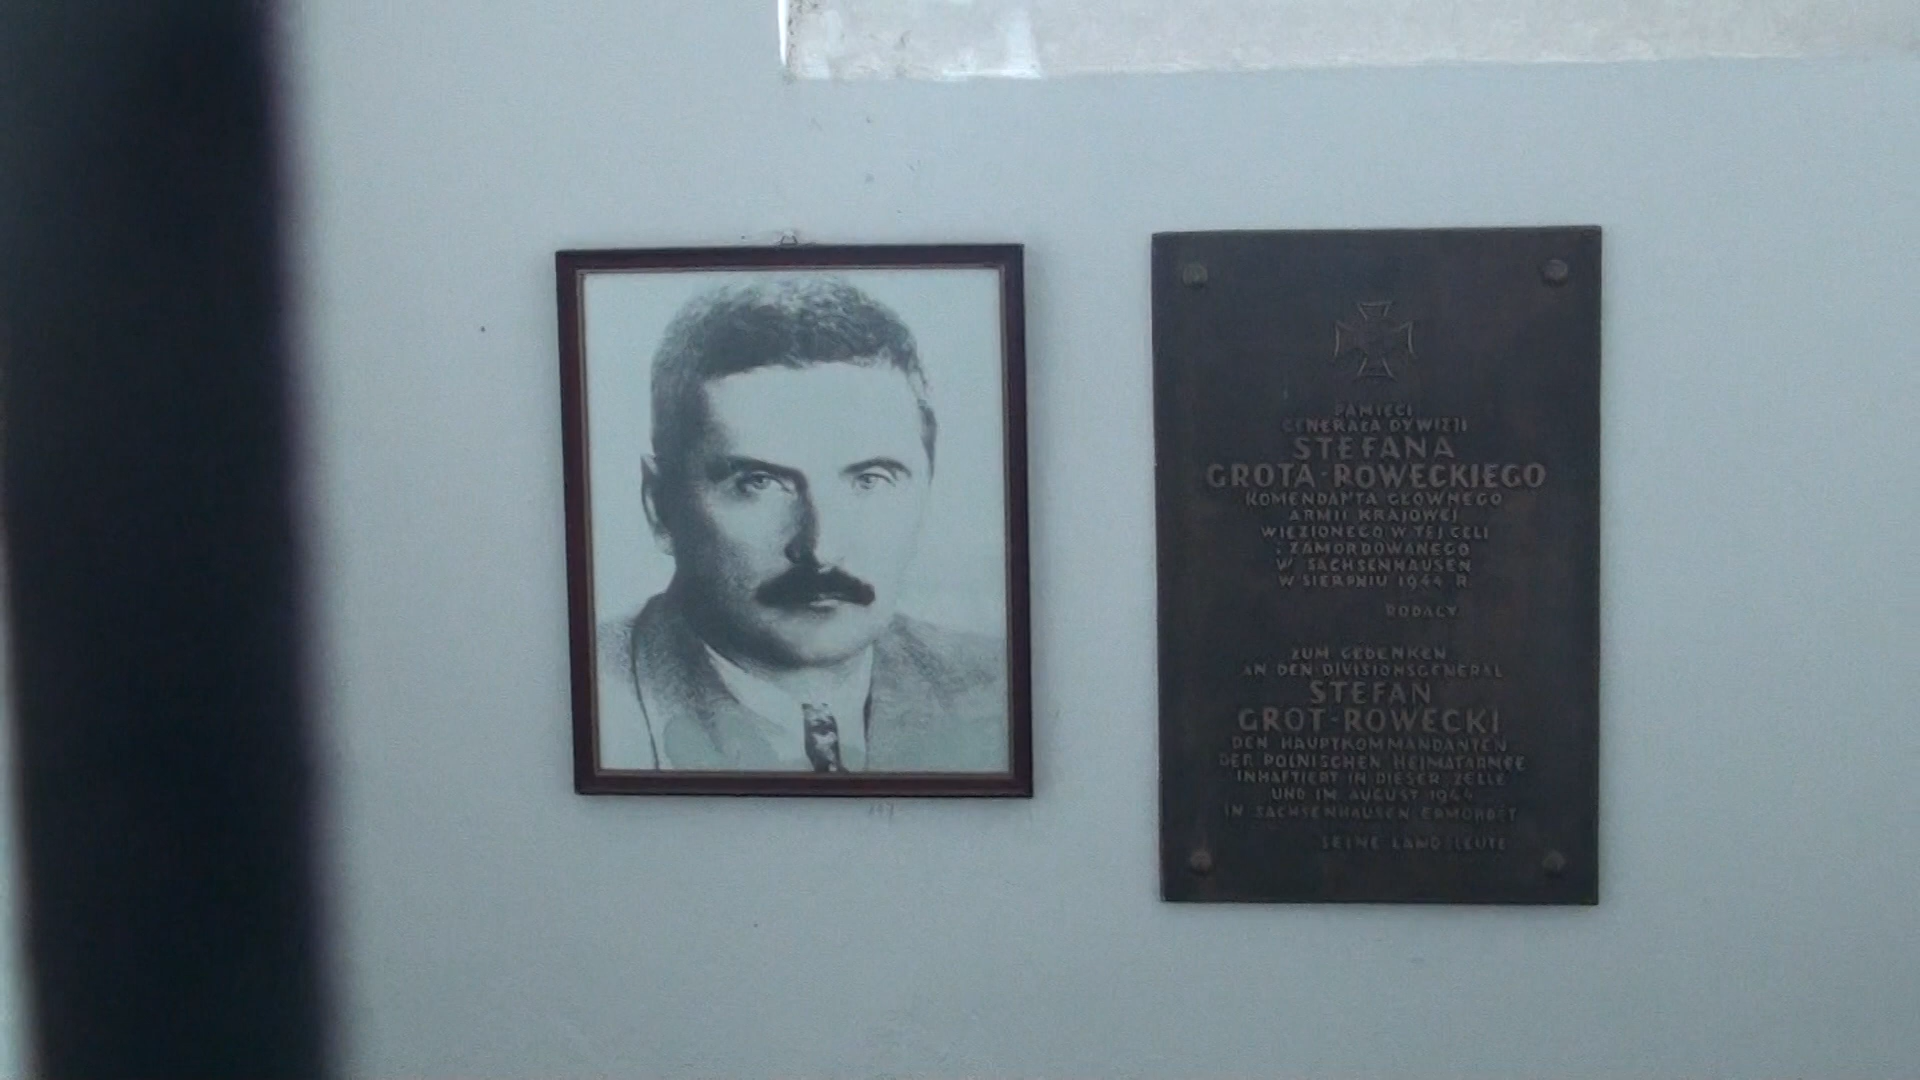 PAMIĘCI
GENERAŁA DYWIZJI
STEFANA
GROTA-ROWECKIEGO
KOMENDANTA GŁÓWNEGO
ARMII KRAJOWEJ
WIĘZIONEGO W TEJ CELI
I ZAMORDOWANEGO
W SACHSENHAUSEN
W SIERPNIU 1944 R
RODACY
ZUM GEDENKEN
AN DEN DIVISIONSGENERAL
STEFAN
GROT-ROWECKI
DEN HAUPTKOMMANDANTEN
DER POLNISCHEN HEIMATARMEE
INHAFTIERT IN DIESER ZELLE
UND IM AUGUST 1944
IN SACHSENHAUSEN ERMORDET
SEINE LANDSLEUTE